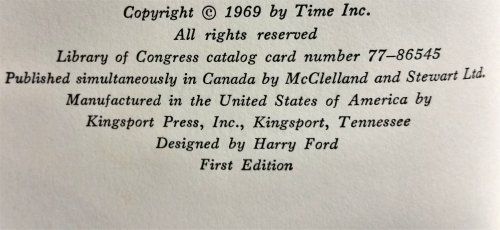 Copyright © 1969 by Time Inc.
All rights reserved
Library of Congress catalog card number 77–86545
Published simultaneously in Canada by McClelland and Stewart Ltd.
Manufactured in the United States of America by
Kingsport Press, Inc., Kingsport, Tennessee
Designed by Harry Ford
First Edition